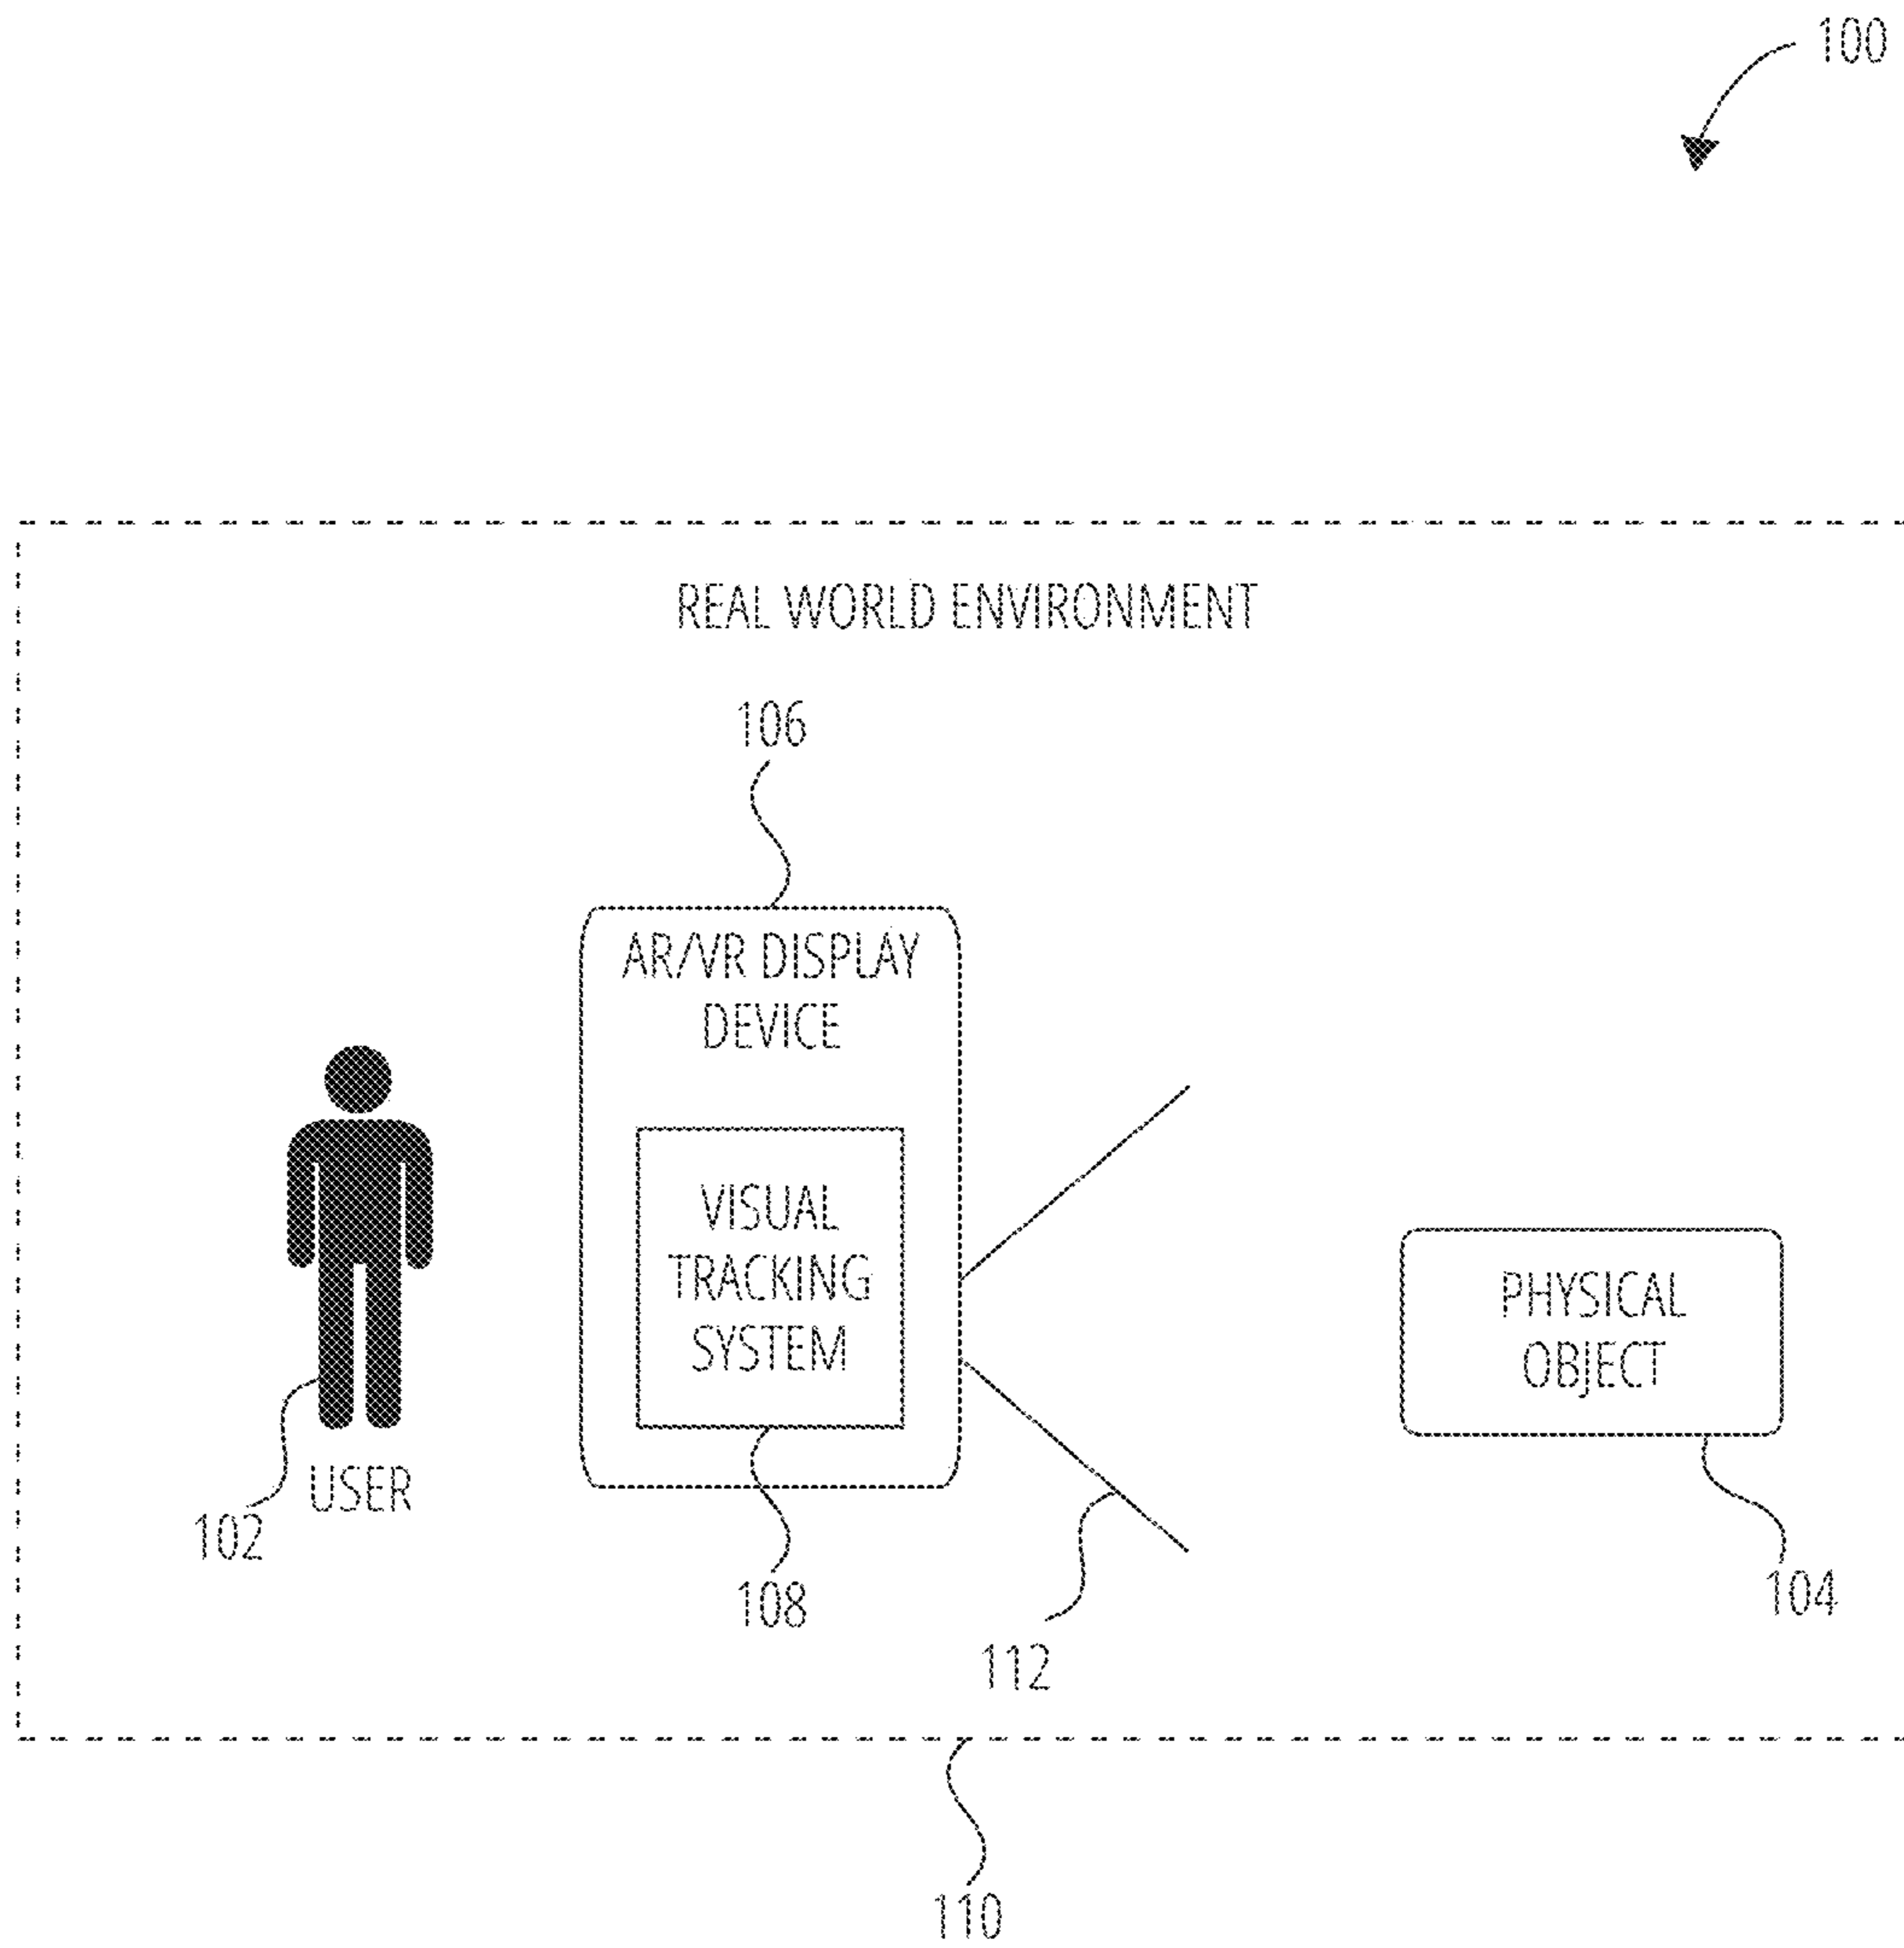 100
REAL WORLD ENVIRONMENT
106
AR/VR DISPLAY
DEVICE
VISUAL
TRACKING
SYSTEM
PHYSICAL
OBJECT
USER
102
108
104
112
110